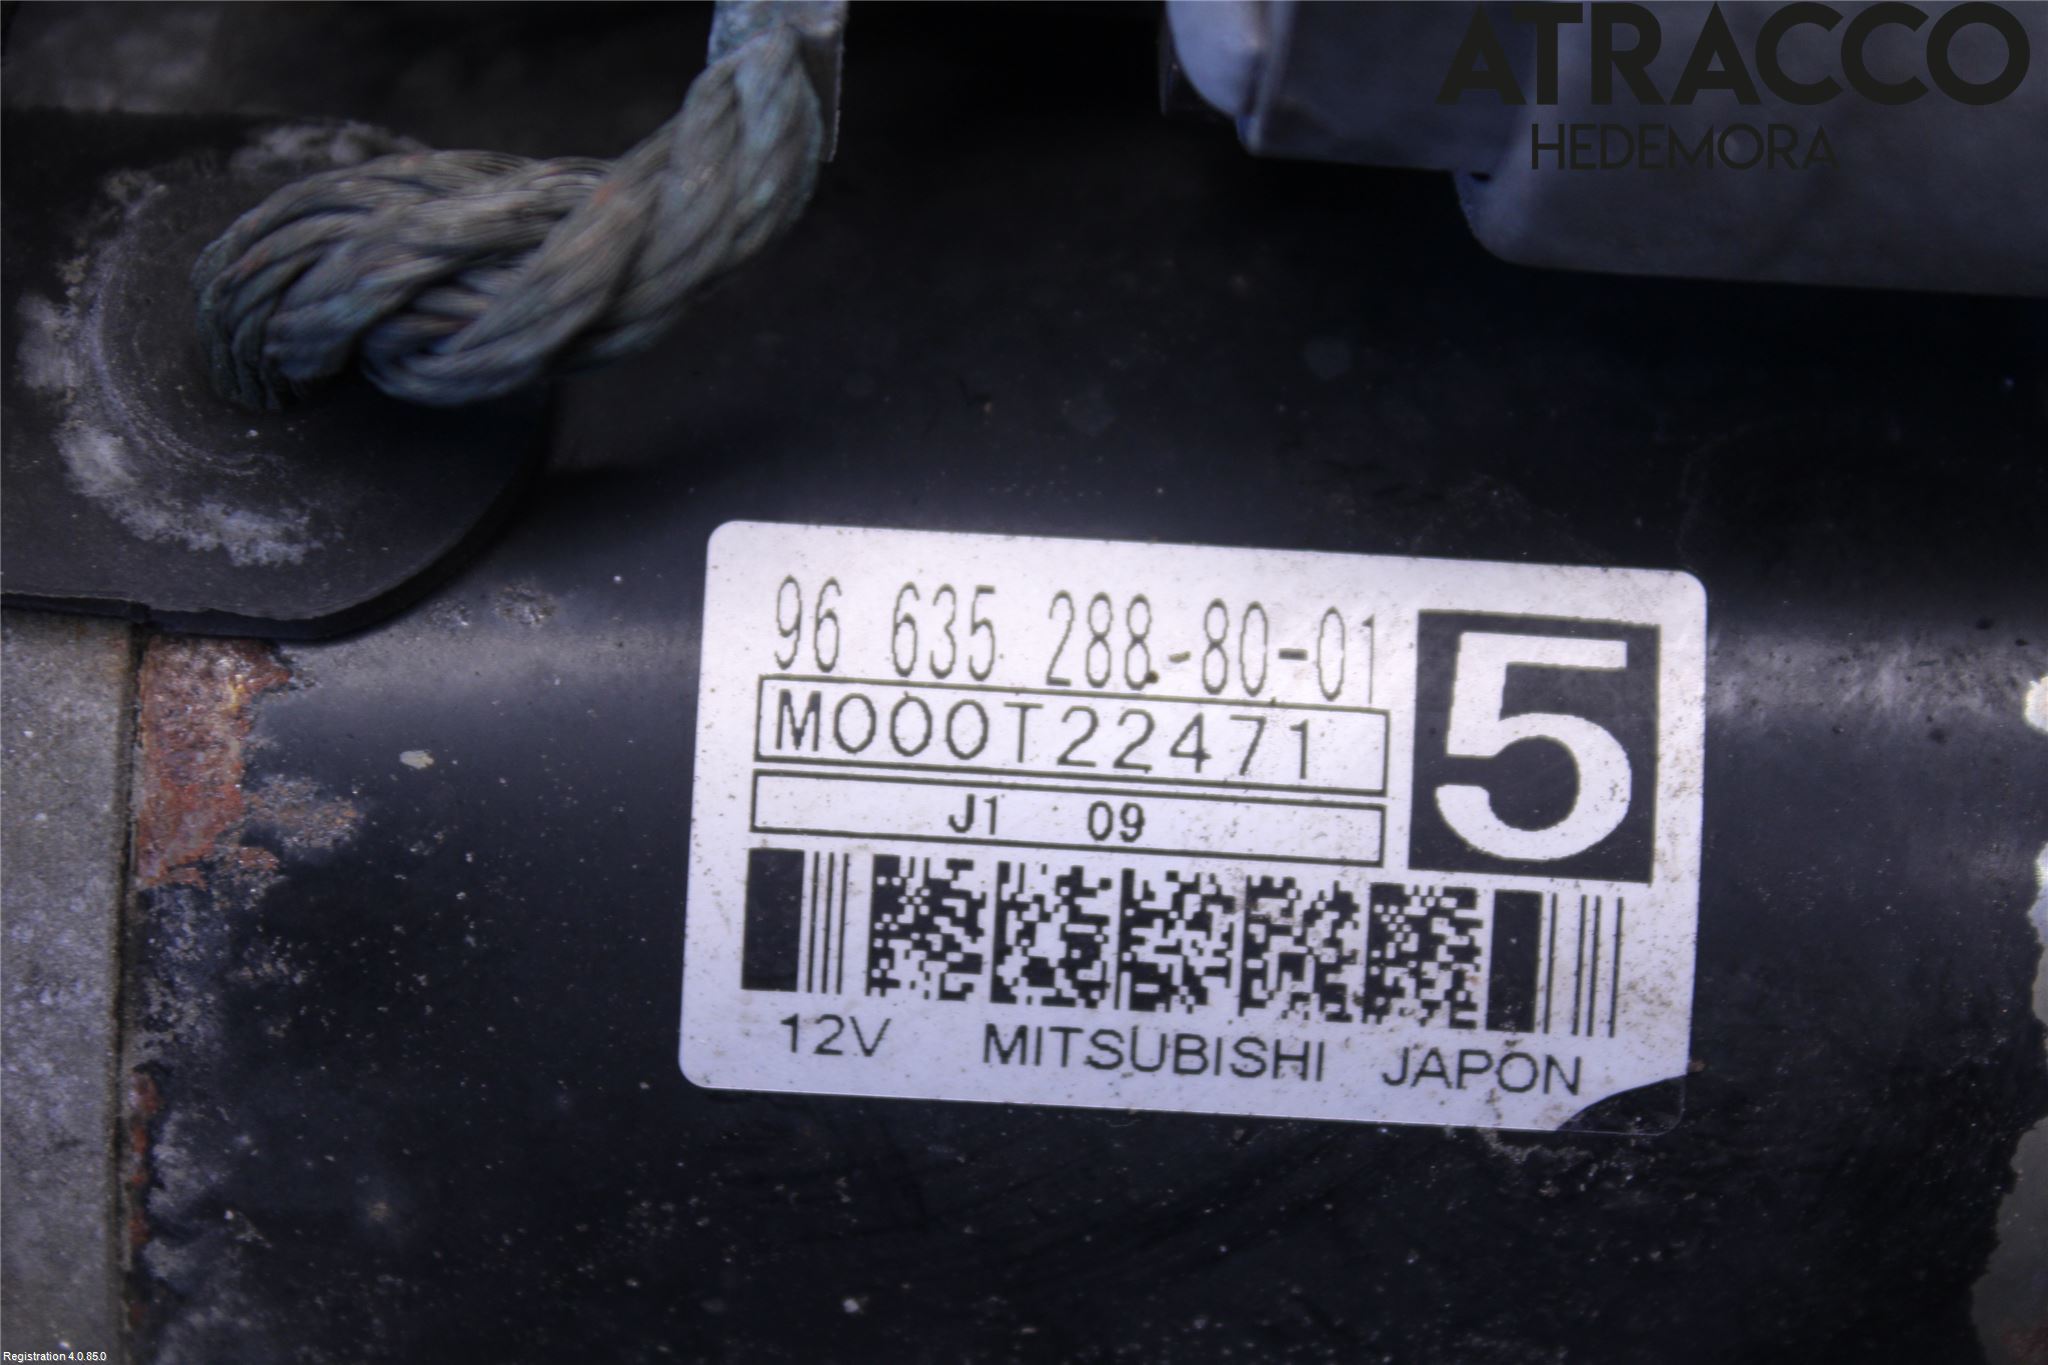 ATRACCO
HEDEMORA
96 635 288-80-01
5
M000T22471
J1 09
12V MITSUBISHI JAPON
Registration 4.0.85.0